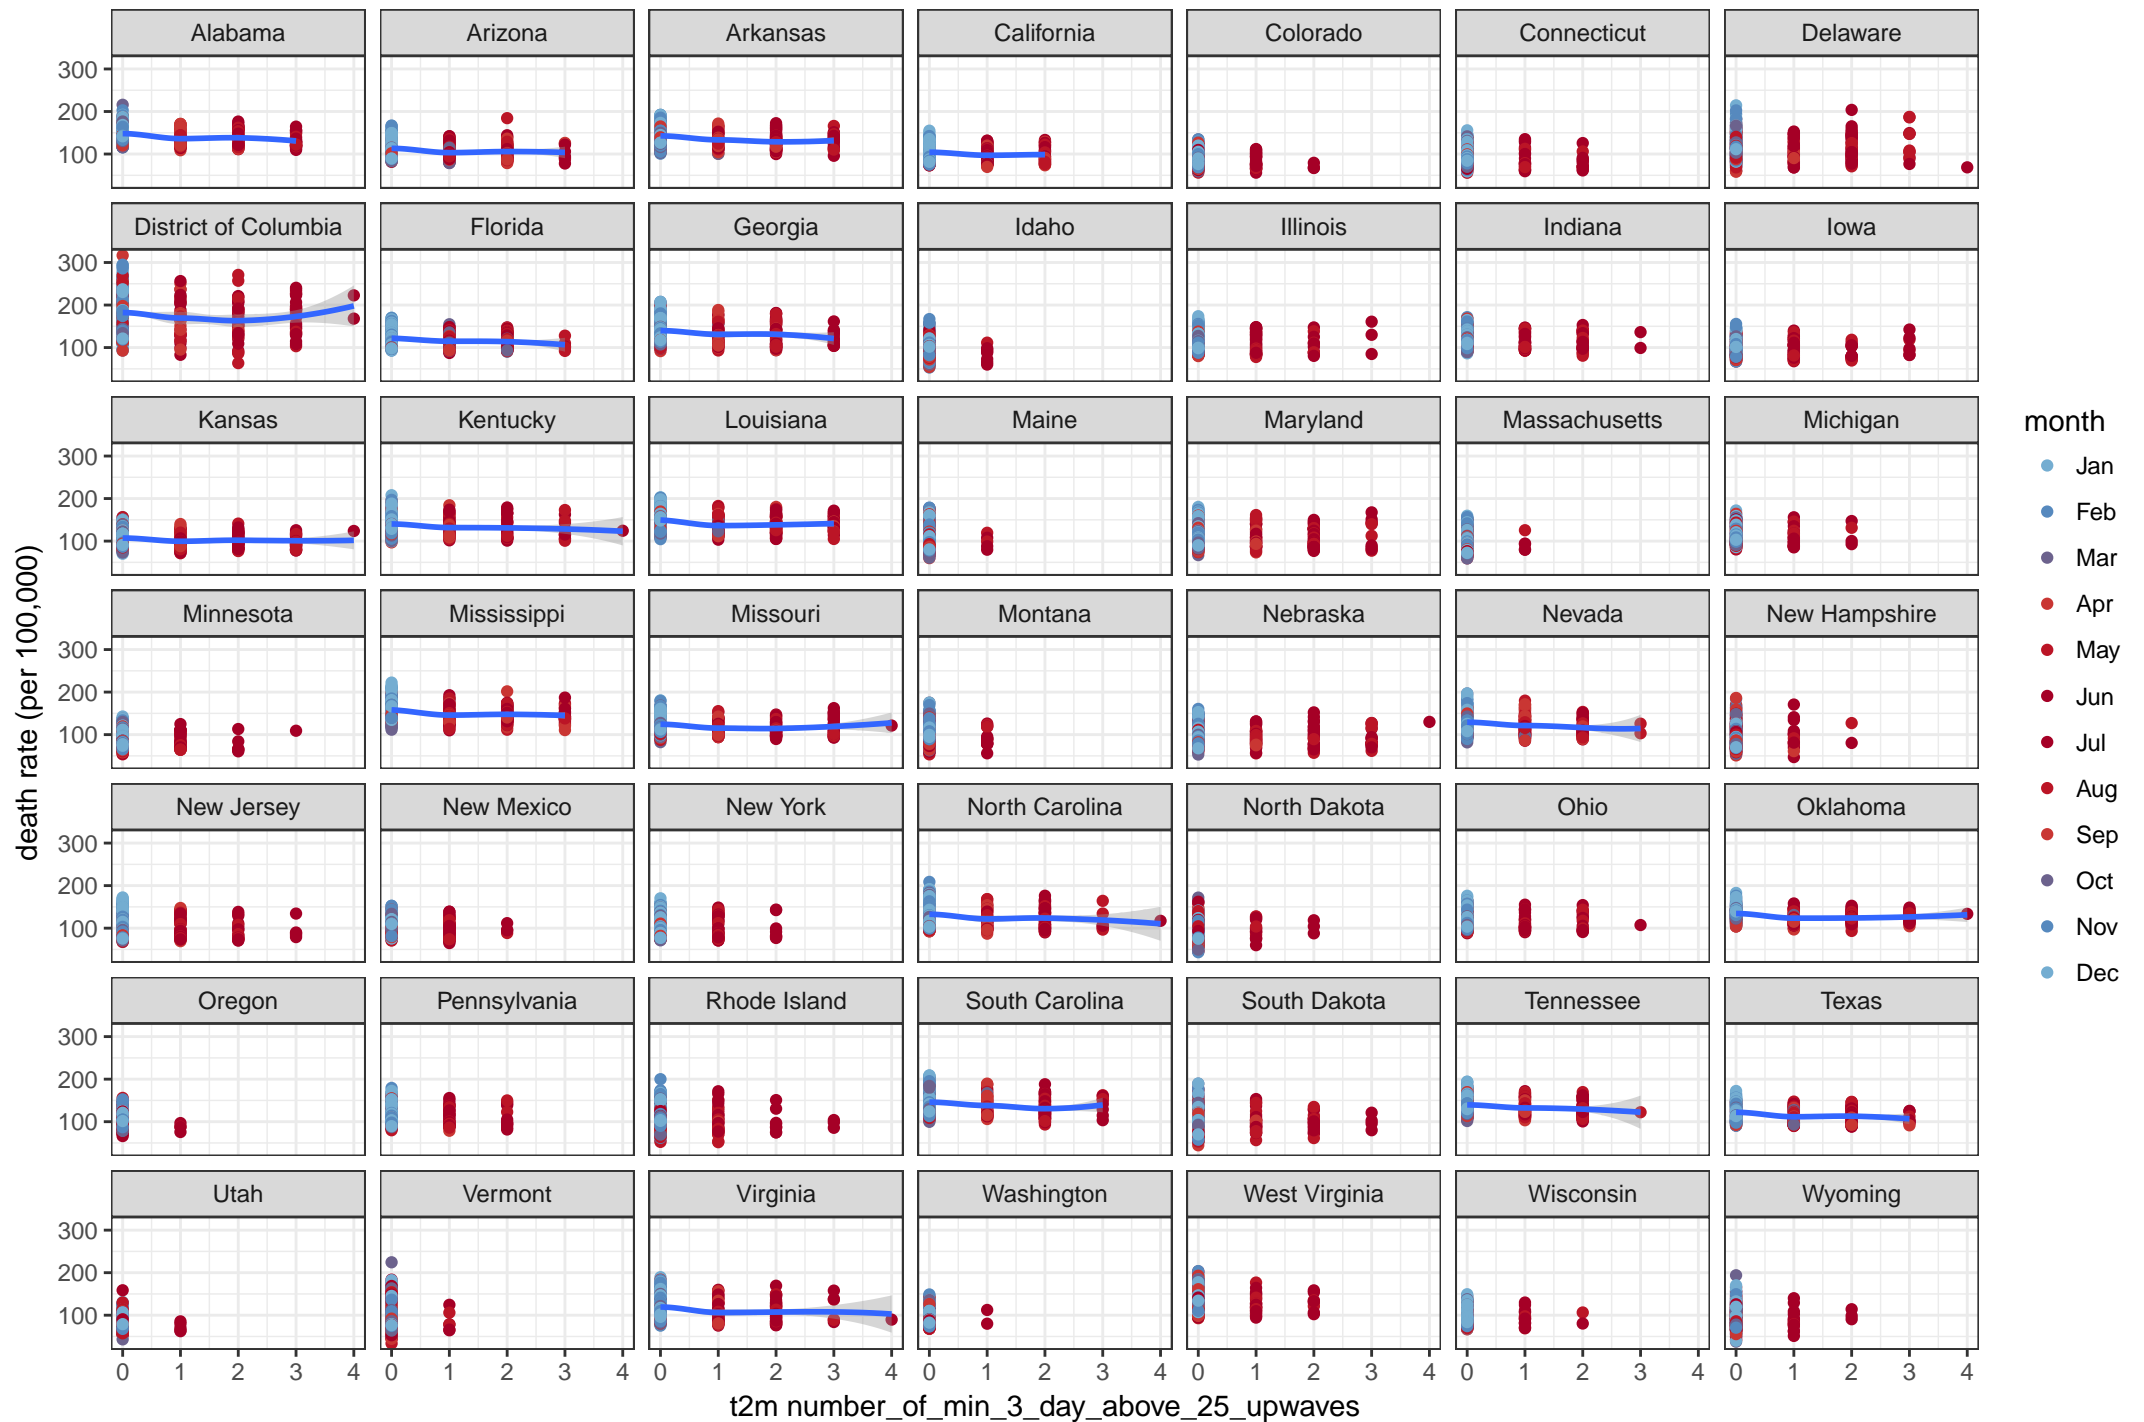 Alabama Arizona Arkansas California Colorado Connecticut Delaware
300
200
100
District of Columbia Florida Georgia Idaho Illinois Indiana Iowa
300
200
100
Kansas Kentucky Louisiana Maine Maryland Massachusetts Michigan
300
200
100
Minnesota Mississippi Missouri Montana Nebraska Nevada New Hampshire
300
200
100
New Jersey New Mexico New York North Carolina North Dakota Ohio Oklahoma
300
200
100
Oregon Pennsylvania Rhode Island South Carolina South Dakota Tennessee Texas
300
200
100
Utah Vermont Virginia Washington West Virginia Wisconsin Wyoming
300
200
100
0 1 2 3 4 0 1 2 3 4 0 1 2 3 4 0 1 2 3 4 0 1 2 3 4 0 1 2 3 4 0 1 2 3 4
t2m number_of_min_3_day_above_25_upwaves
death rate (per 100,000)
month
Jan
Feb
Mar
Apr
May
Jun
Jul
Aug
Sep
Oct
Nov
Dec